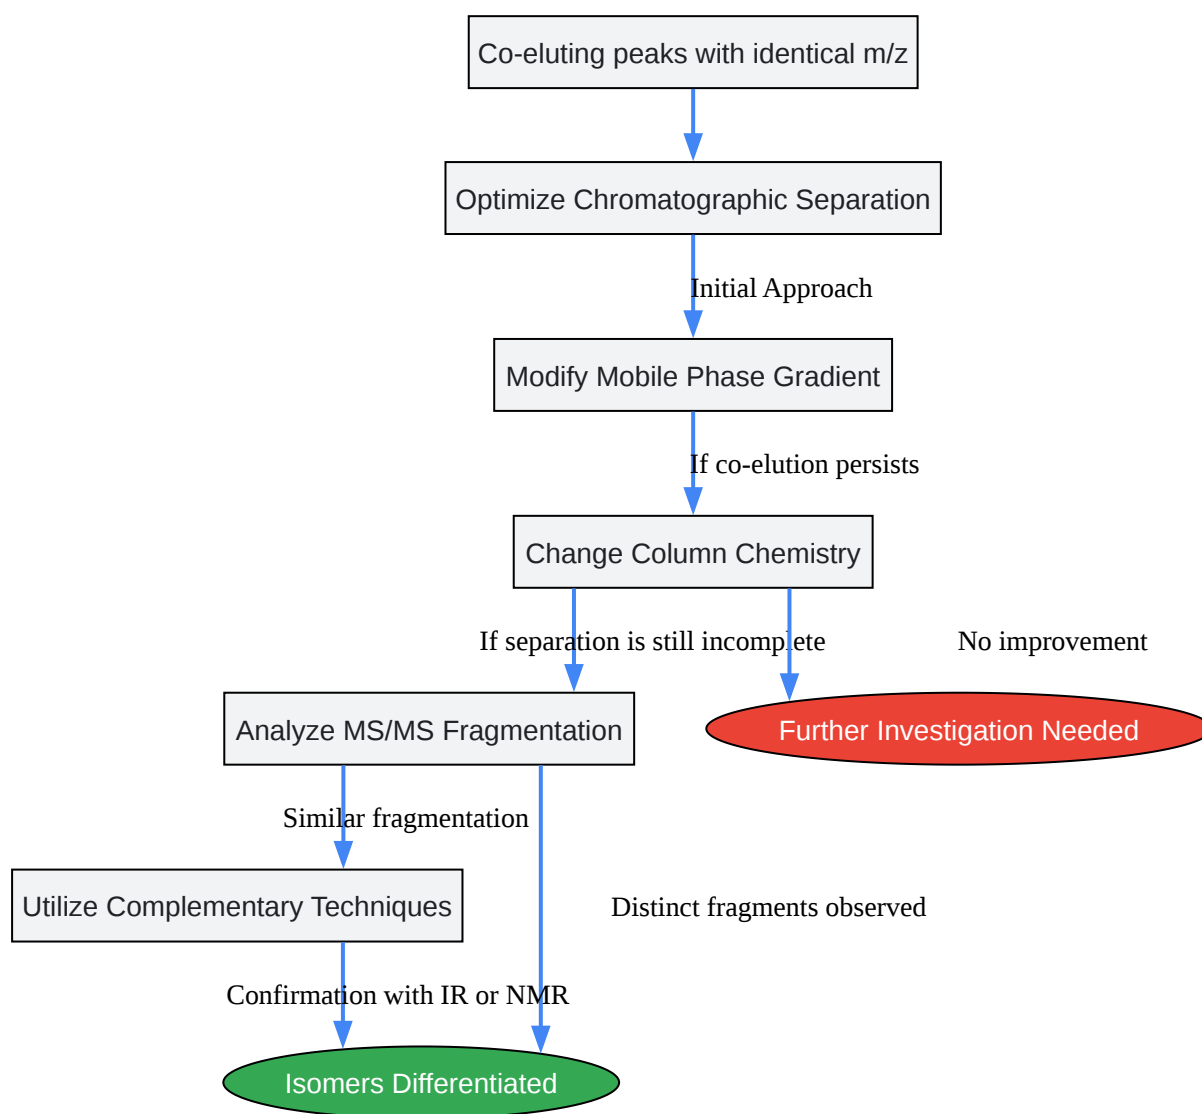 Co-eluting peaks with identical m/z
Optimize Chromatographic Separation
Initial Approach
Modify Mobile Phase Gradient
If co-elution persists
Change Column Chemistry
If separation is still incomplete
No improvement
Analyze MS/MS Fragmentation
Further Investigation Needed
Similar fragmentation
Utilize Complementary Techniques
Distinct fragments observed
Confirmation with IR or NMR
Isomers Differentiated